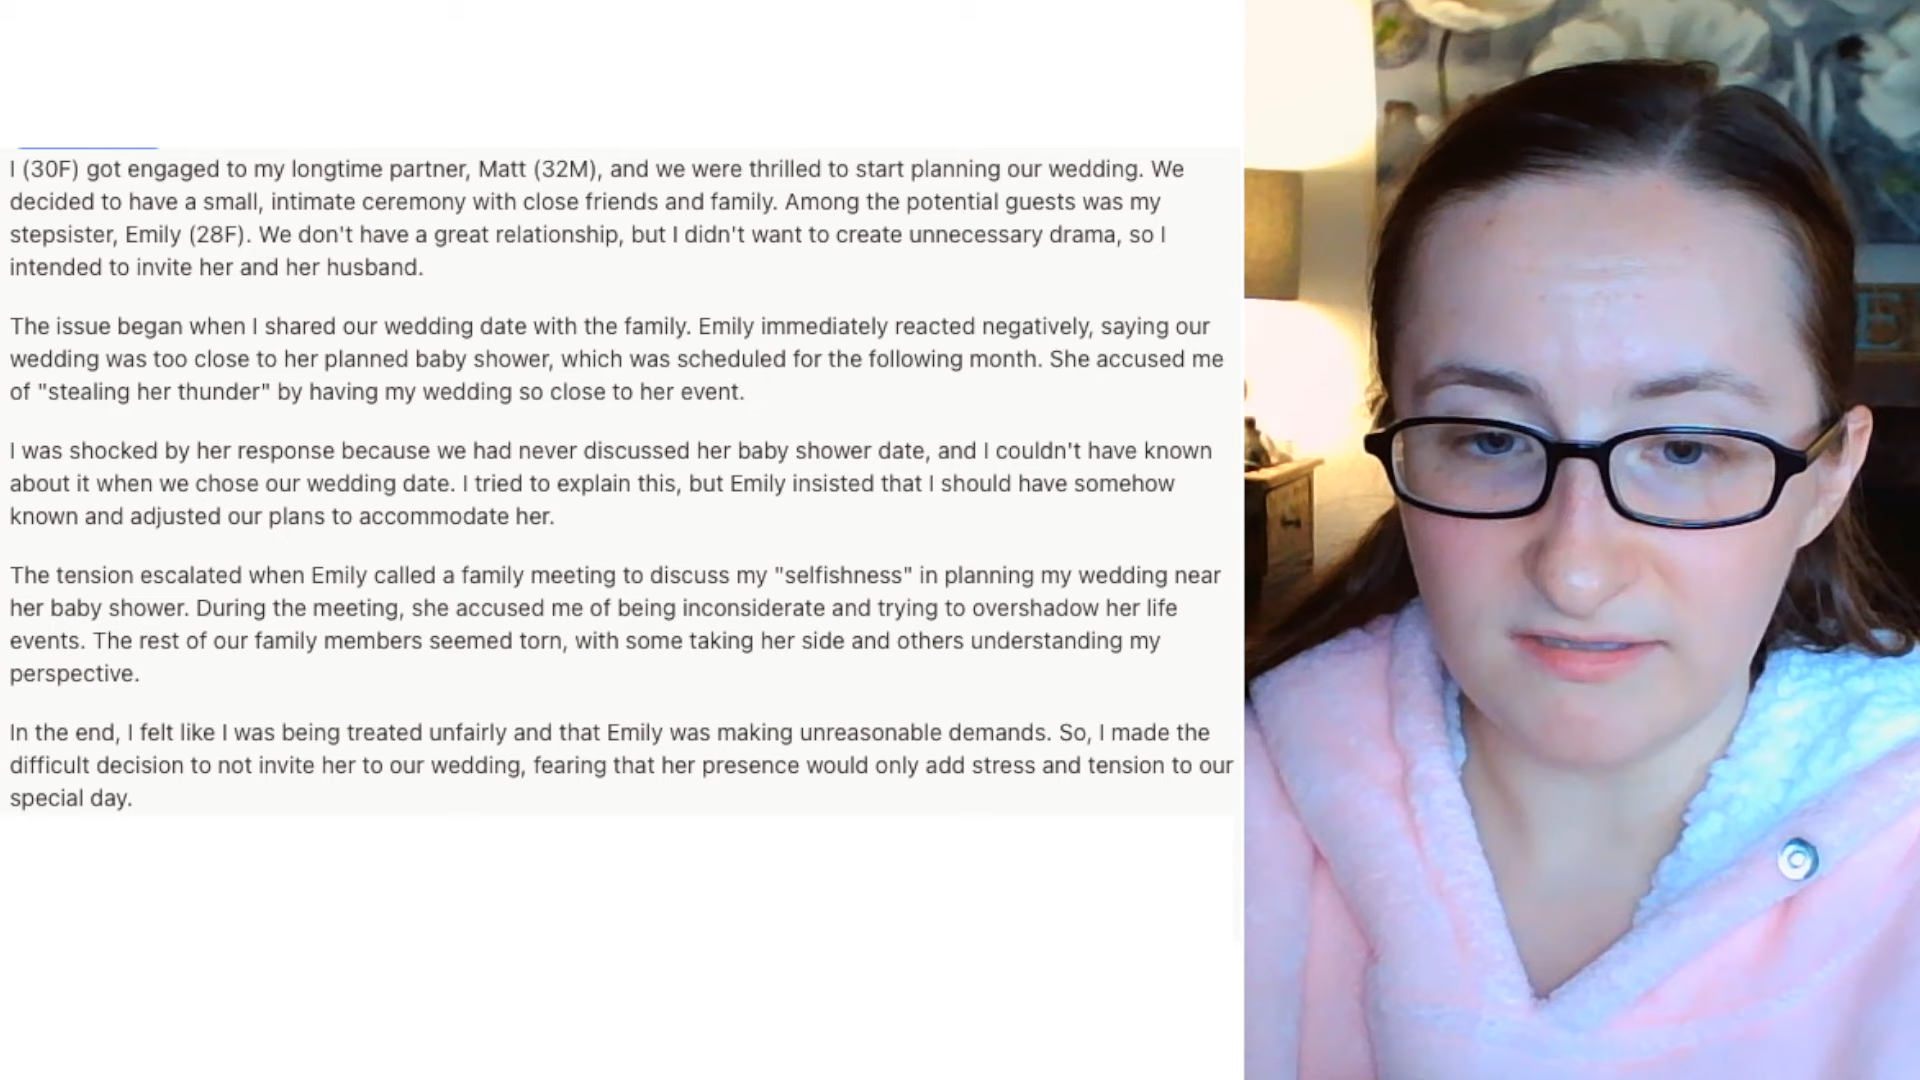 I (30F) got engaged to my longtime partner, Matt (32M), and we were thrilled to start planning our wedding. We
decided to have a small, intimate ceremony with close friends and family. Among the potential guests was my
stepsister, Emily (28F). We don't have a great relationship, but I didn't want to create unnecessary drama, so I
intended to invite her and her husband.
The issue began when I shared our wedding date with the family. Emily immediately reacted negatively, saying our
wedding was too close to her planned baby shower, which was scheduled for the following month. She accused me
of "stealing her thunder" by having my wedding so close to her event.
I was shocked by her response because we had never discussed her baby shower date, and I couldn't have known
about it when we chose our wedding date. I tried to explain this, but Emily insisted that I should have somehow
known and adjusted our plans to accommodate her.
The tension escalated when Emily called a family meeting to discuss my "selfishness" in planning my wedding near
her baby shower. During the meeting, she accused me of being inconsiderate and trying to overshadow her life
events. The rest of our family members seemed torn, with some taking her side and others understanding my
perspective.
In the end, I felt like I was being treated unfairly and that Emily was making unreasonable demands. So, I made the
difficult decision to not invite her to our wedding, fearing that her presence would only add stress and tension to our
special day.